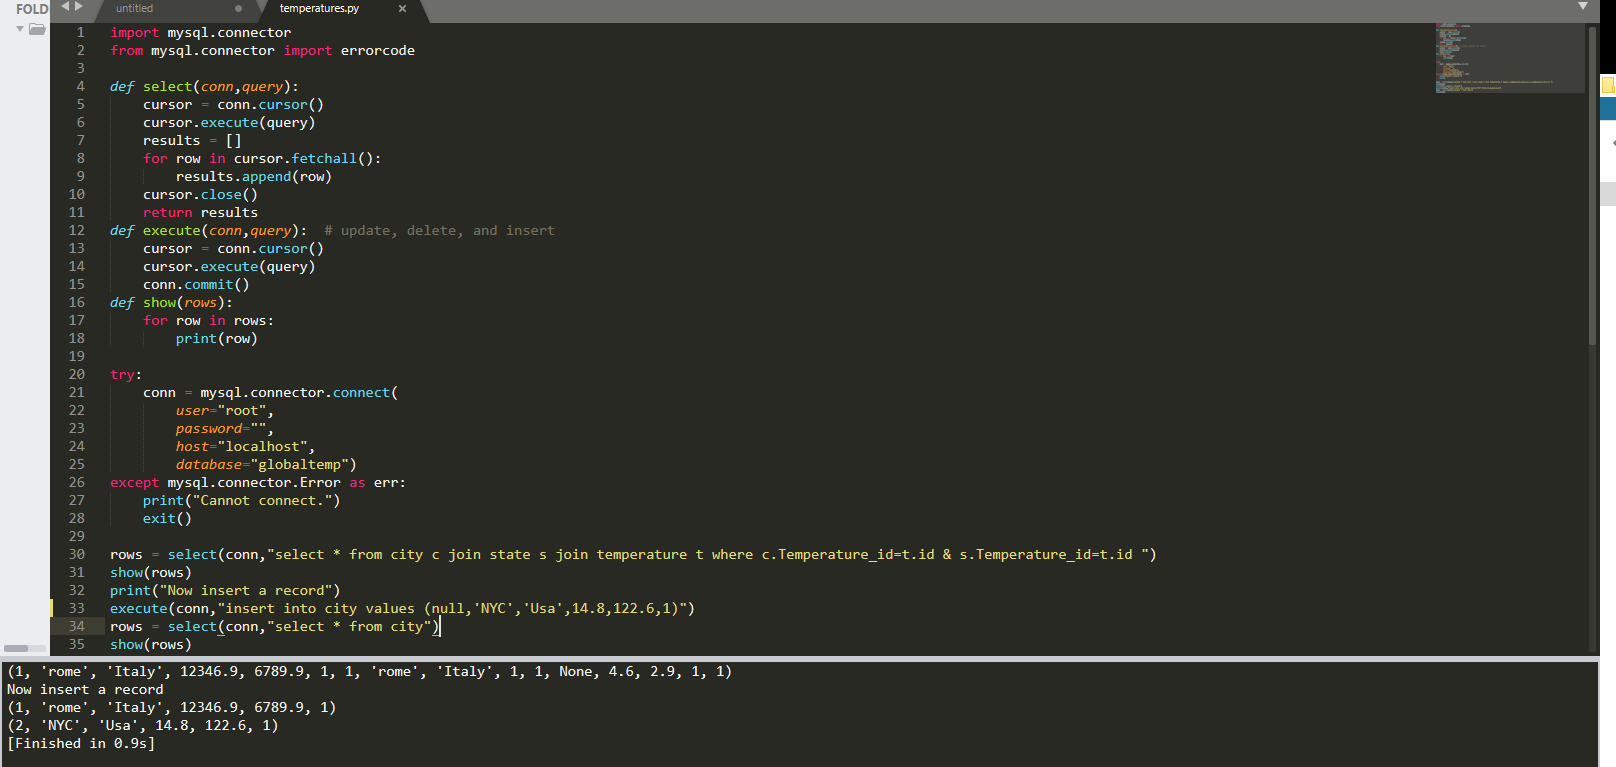 FOLD
untitled
temperatures.py ×
1 import mysql.connector
2 from mysql.connector import errorcode
3
4 def select(conn,query):
5 cursor = conn.cursor()
6 cursor.execute(query)
7 results = []
8 for row in cursor.fetchall():
9 results.append(row)
10 cursor.close()
11 return results
12 def execute(conn,query): # update, delete, and insert
13 cursor = conn.cursor()
14 cursor.execute(query)
15 conn.commit()
16 def show(rows):
17 for row in rows:
18 print(row)
19
20 try:
21 conn = mysql.connector.connect(
22 user="root",
23 password="",
24 host="localhost",
25 database="globaltemp")
26 except mysql.connector.Error as err:
27 print("Cannot connect.")
28 exit()
29
30 rows = select(conn,"select * from city c join state s join temperature t where c.Temperature_id=t.id & s.Temperature_id=t.id ")
31 show(rows)
32 print("Now insert a record")
33 execute(conn,"insert into city values (null,'NYC','Usa',14.8,122.6,1)")
34 rows = select(conn,"select * from city")
35 show(rows)
(1, 'rome', 'Italy', 12346.9, 6789.9, 1, 1, 'rome', 'Italy', 1, 1, None, 4.6, 2.9, 1, 1)
Now insert a record
(1, 'rome', 'Italy', 12346.9, 6789.9, 1)
(2, 'NYC', 'Usa', 14.8, 122.6, 1)
[Finished in 0.9s]